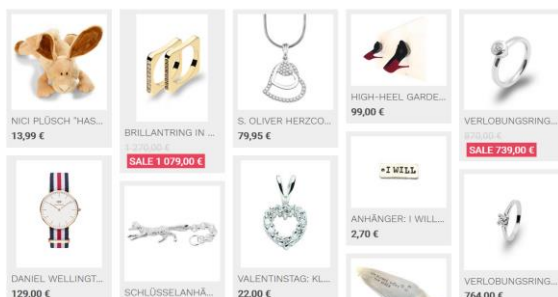 NICI PLÜSCH "HAS...
13,99 €
BRILLANTRING IN ...
1 270,00 €
SALE 1 079,00 €
S. OLIVER HERZCO...
79,95 €
HIGH-HEEL GARDE...
99,00 €
VERLOBUNGSRING...
879,00 €
SALE 739,00 €
DANIEL WELLINGT...
129,00 €
SCHLÜSSELANHÄ...
VALENTINSTAG: KL...
22,00 €
I WILL
ANHÄNGER: I WILL...
2,70 €
VERLOBUNGSRING...
764,00 €